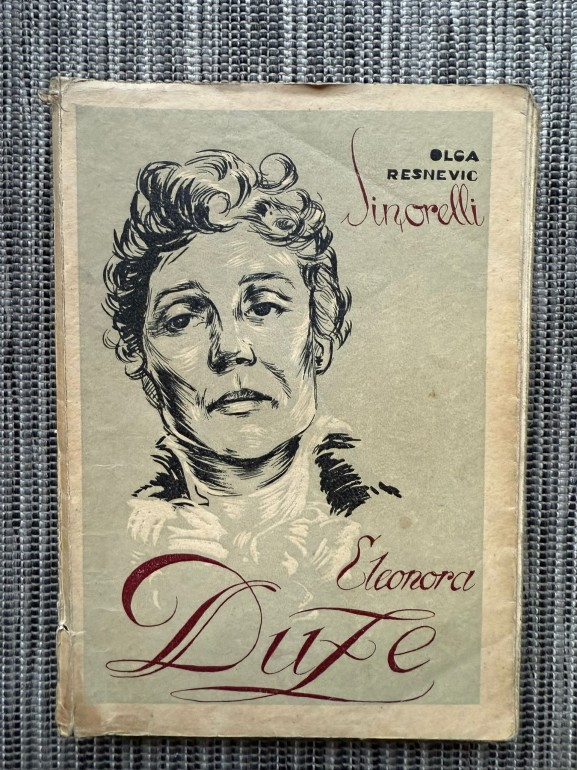 OLGA
RESNEVIC
Sinorelli
Eleonora
Duze